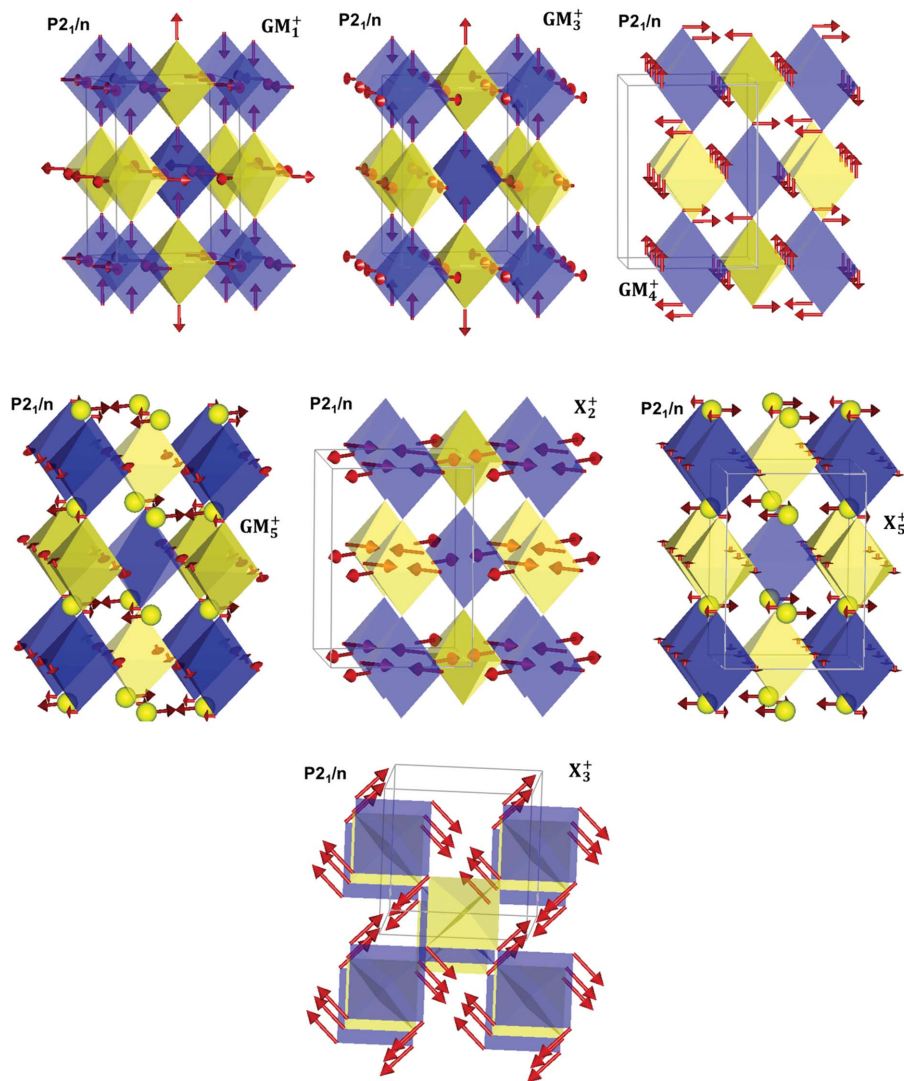 P2₁/n GM₁⁺
P2₁/n GM₃⁺
P2₁/n
GM₄⁺
P2₁/n
GM₅⁺
P2₁/n X₂⁺
P2₁/n
X₅⁺
P2₁/n X₃⁺